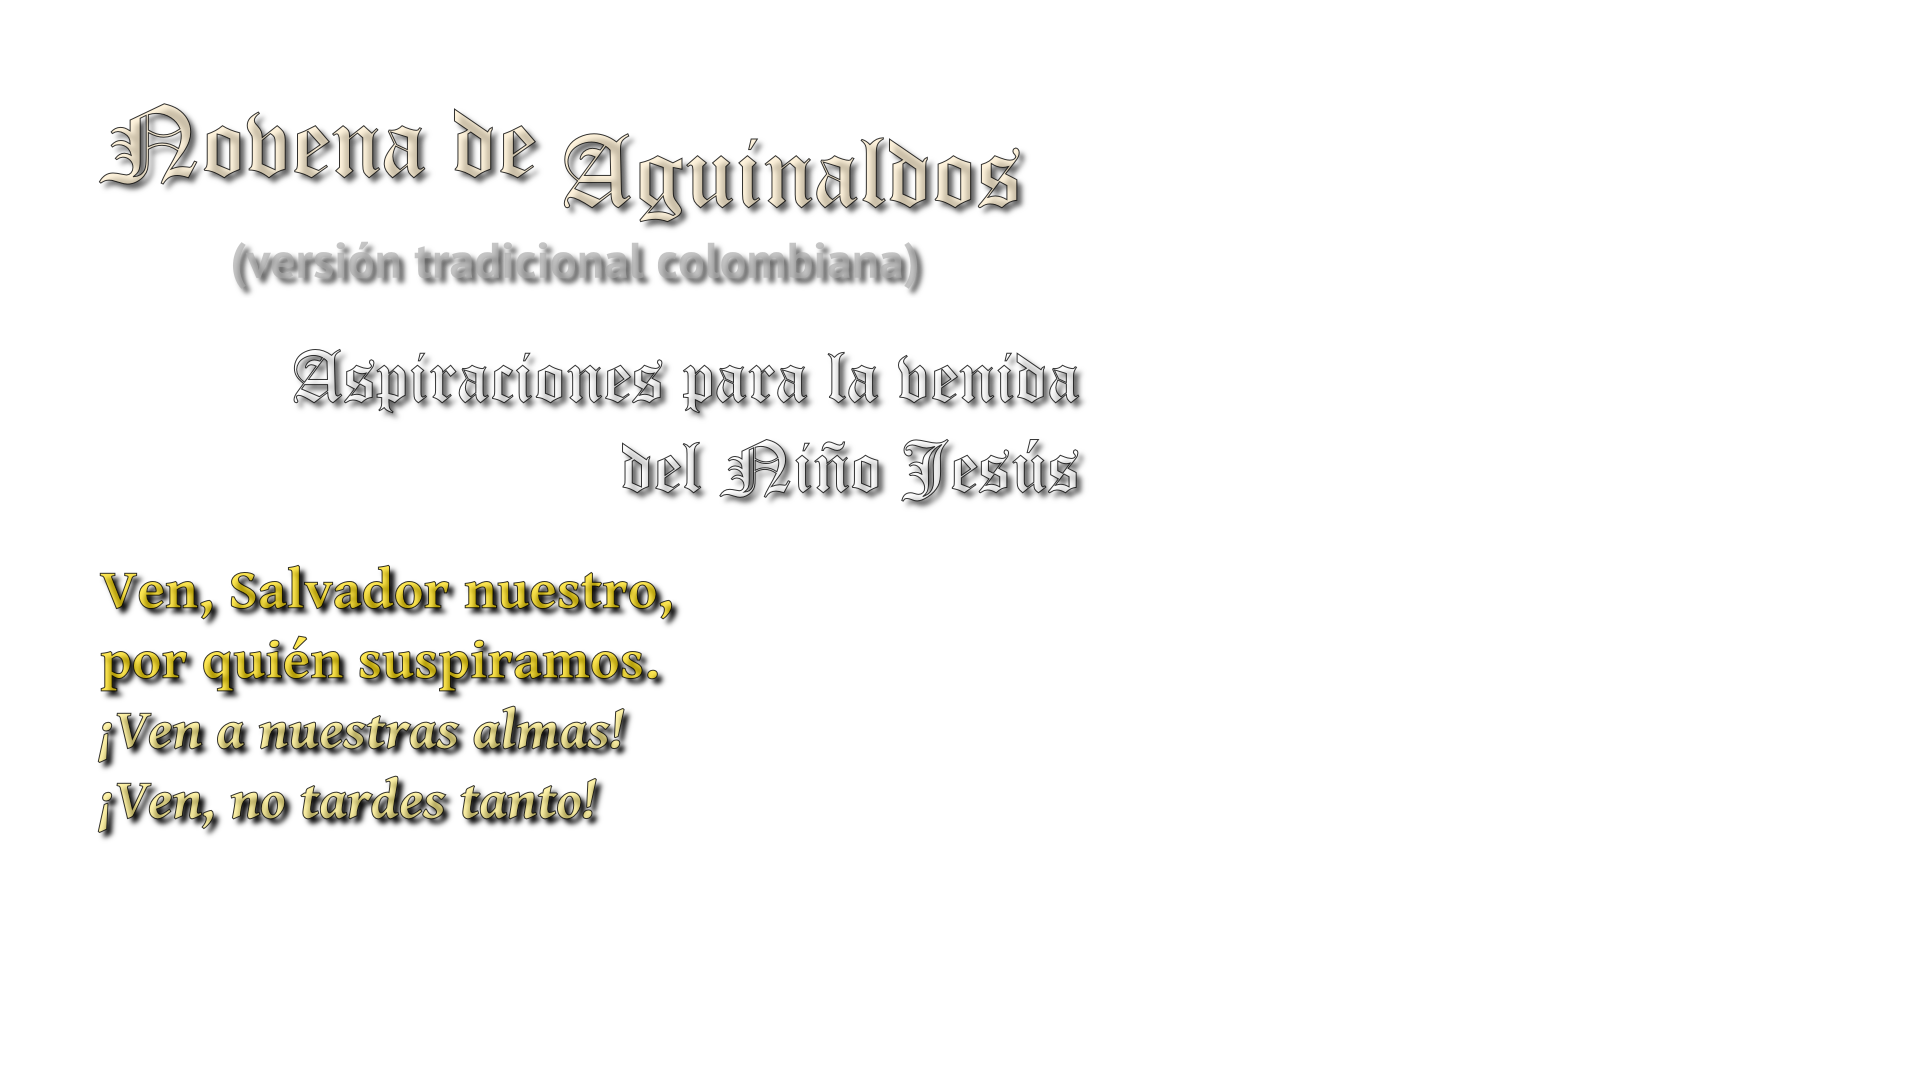 Novena de Aguinaldos
(versión tradicional colombiana)
Aspiraciones para la venida
del Niño Jesús
Ven, Salvador nuestro,
por quién suspiramos.
¡Ven a nuestras almas!
¡Ven, no tardes tanto!